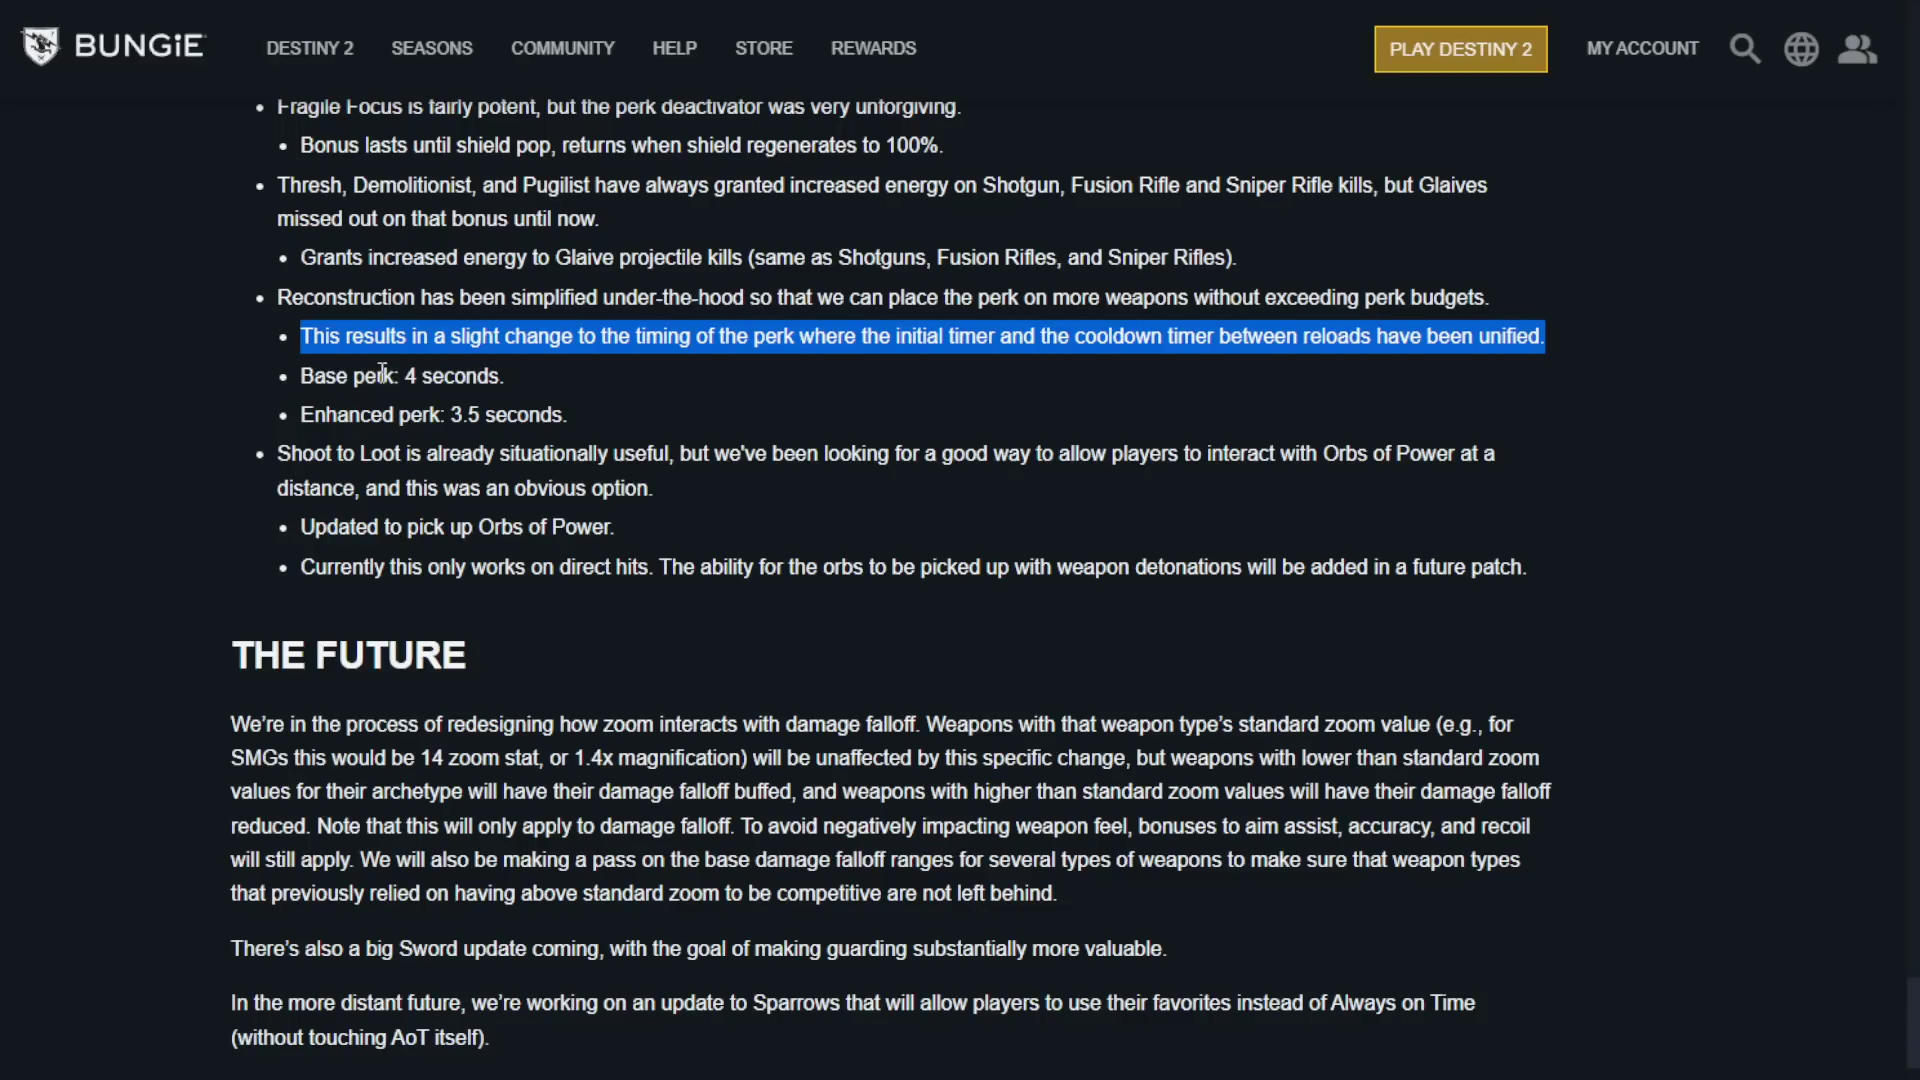 BUNGiE DESTINY 2 SEASONS COMMUNITY HELP STORE REWARDS PLAY DESTINY 2 MY ACCOUNT
• Fragile Focus is fairly potent, but the perk deactivator was very unforgiving.
• Bonus lasts until shield pop, returns when shield regenerates to 100%.
• Thresh, Demolitionist, and Pugilist have always granted increased energy on Shotgun, Fusion Rifle and Sniper Rifle kills, but Glaives
missed out on that bonus until now.
• Grants increased energy to Glaive projectile kills (same as Shotguns, Fusion Rifles, and Sniper Rifles).
• Reconstruction has been simplified under-the-hood so that we can place the perk on more weapons without exceeding perk budgets.
• This results in a slight change to the timing of the perk where the initial timer and the cooldown timer between reloads have been unified.
• Base perk: 4 seconds.
• Enhanced perk: 3.5 seconds.
• Shoot to Loot is already situationally useful, but we've been looking for a good way to allow players to interact with Orbs of Power at a
distance, and this was an obvious option.
• Updated to pick up Orbs of Power.
• Currently this only works on direct hits. The ability for the orbs to be picked up with weapon detonations will be added in a future patch.
THE FUTURE
We’re in the process of redesigning how zoom interacts with damage falloff. Weapons with that weapon type’s standard zoom value (e.g., for
SMGs this would be 14 zoom stat, or 1.4x magnification) will be unaffected by this specific change, but weapons with lower than standard zoom
values for their archetype will have their damage falloff buffed, and weapons with higher than standard zoom values will have their damage falloff
reduced. Note that this will only apply to damage falloff. To avoid negatively impacting weapon feel, bonuses to aim assist, accuracy, and recoil
will still apply. We will also be making a pass on the base damage falloff ranges for several types of weapons to make sure that weapon types
that previously relied on having above standard zoom to be competitive are not left behind.
There’s also a big Sword update coming, with the goal of making guarding substantially more valuable.
In the more distant future, we’re working on an update to Sparrows that will allow players to use their favorites instead of Always on Time
(without touching AoT itself).